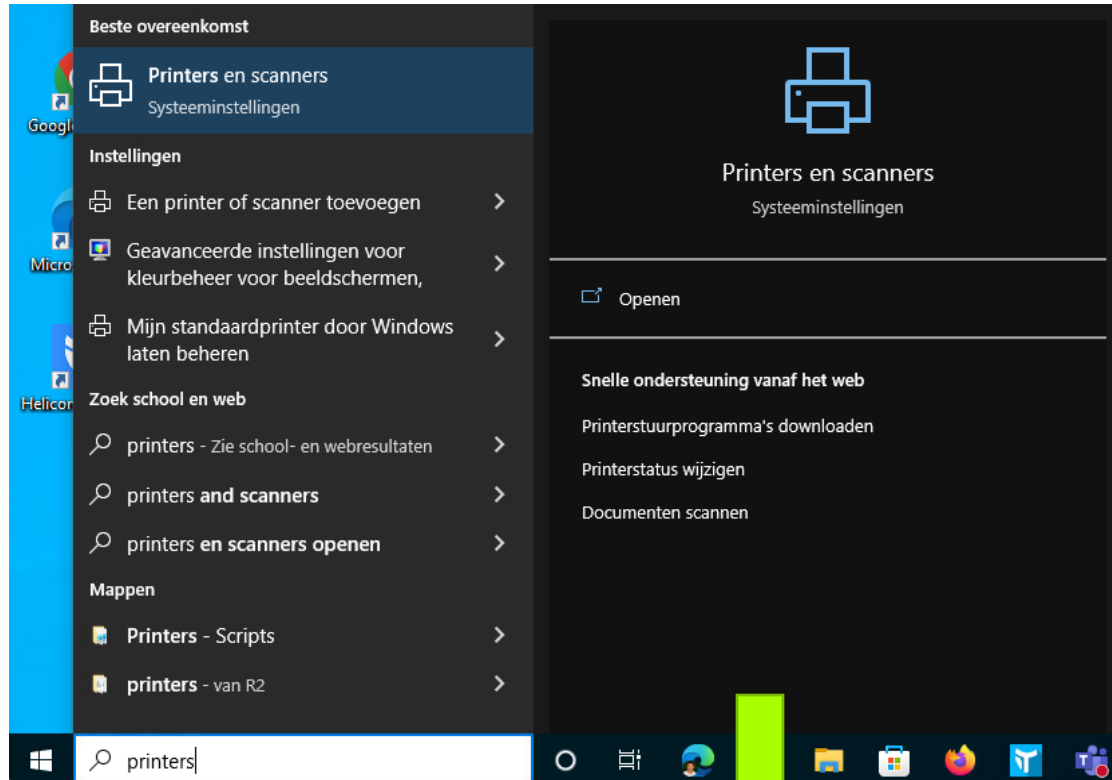 Beste overeenkomst
Printers en scanners
Systeeminstellingen
Instellingen
Een printer of scanner toevoegen
Geavanceerde instellingen voor
kleurbeheer voor beeldschermen,
Mijn standaardprinter door Windows
laten beheren
Zoek school en web
printers - Zie school- en webresultaten
printers and scanners
printers en scanners openen
Mappen
Printers - Scripts
printers - van R2
printers
Printers en scanners
Systeeminstellingen
Openen
Snelle ondersteuning vanaf het web
Printerstuurprogramma's downloaden
Printerstatus wijzigen
Documenten scannen
Googl
Micro
Helicon